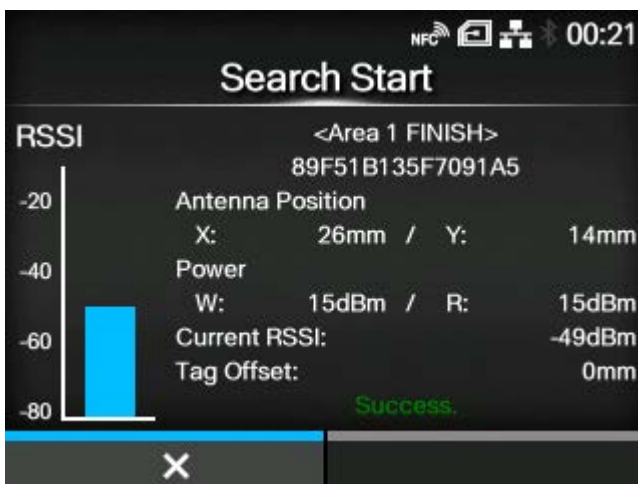 NFC 00:21
Search Start
RSSI
-20
-40
-60
-80
<Area 1 FINISH>
89F51B135F7091A5
Antenna Position
X: 26mm / Y: 14mm
Power
W: 15dBm / R: 15dBm
Current RSSI: -49dBm
Tag Offset: 0mm
Success.